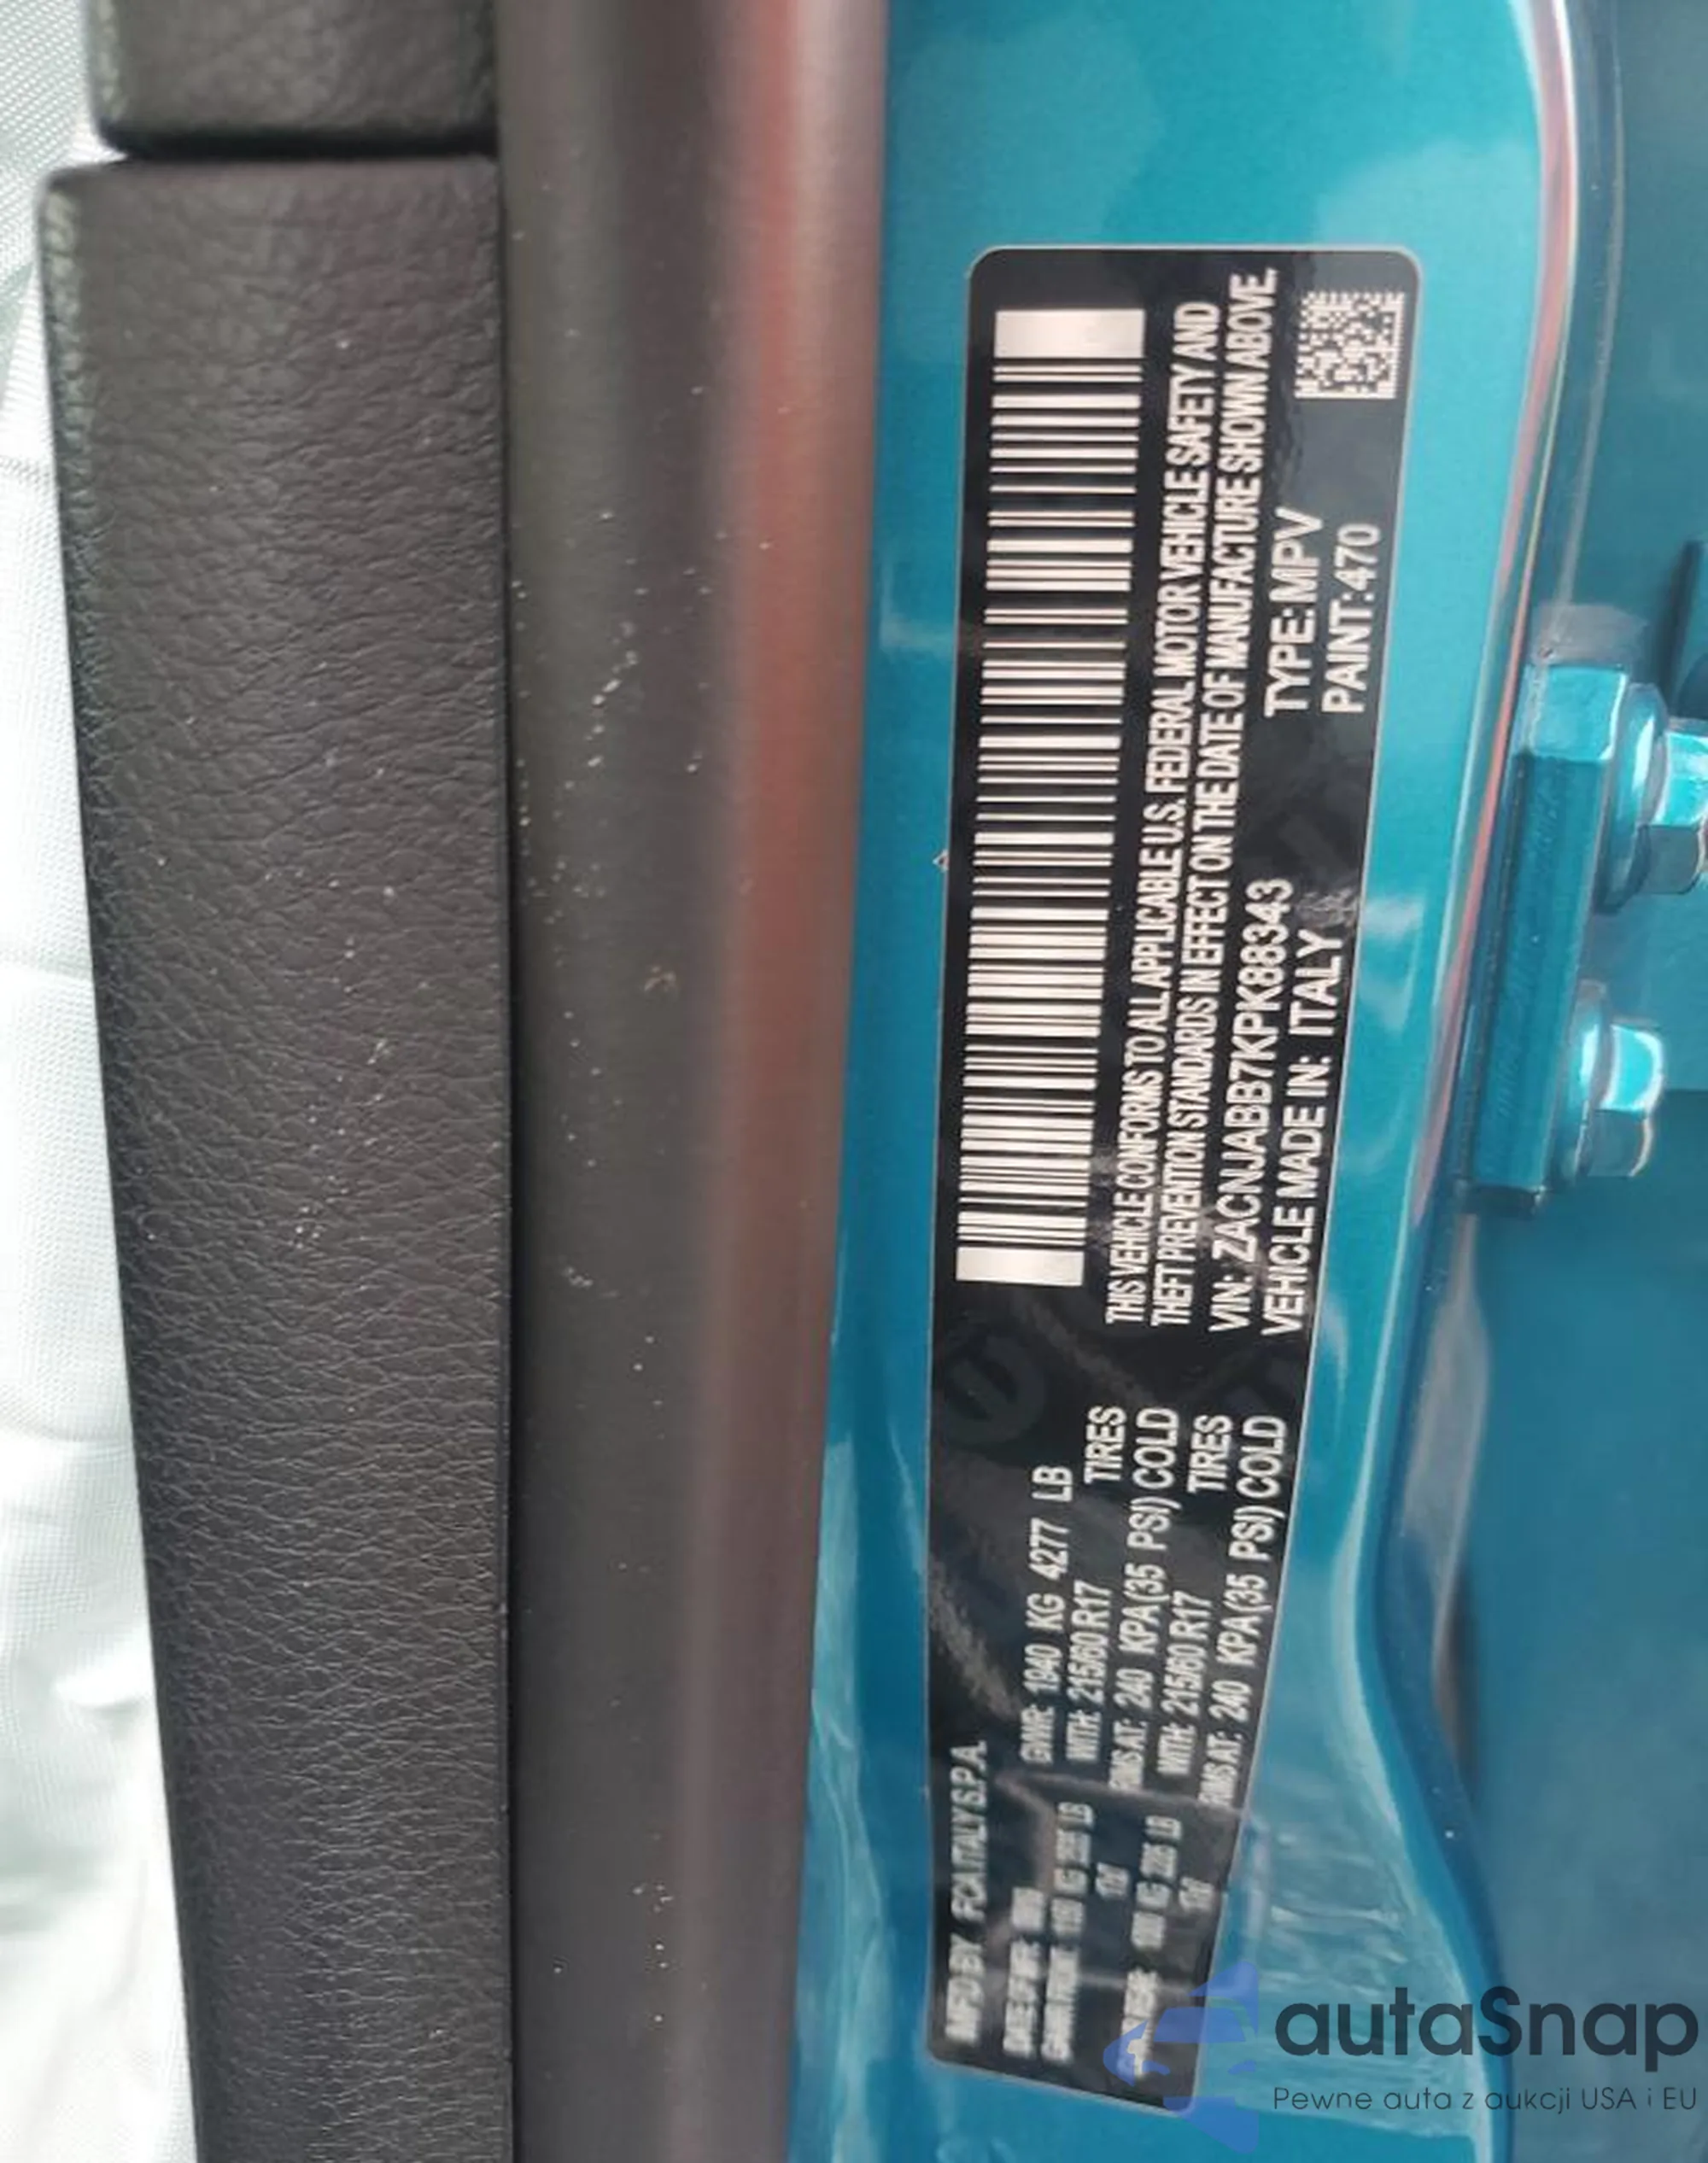 MFD BY FCA ITALY S.P.A.
GVWR: 1940 KG 4277 LB
WITH: 215/60 R17 TIRES
RIMS AT: 240 KPA(35 PSI) COLD
WITH: 215/60 R17 TIRES
RIMS AT: 240 KPA(35 PSI) COLD
THIS VEHICLE CONFORMS TO ALL APPLICABLE U.S. FEDERAL MOTOR VEHICLE SAFETY AND
THEFT PREVENTION STANDARDS IN EFFECT ON THE DATE OF MANUFACTURE SHOWN ABOVE.
VIN: ZACNJABB7KPK88343 TYPE: MPV
VEHICLE MADE IN: ITALY PAINT:470
autaSnap
Pewne auta z aukcji USA i EU